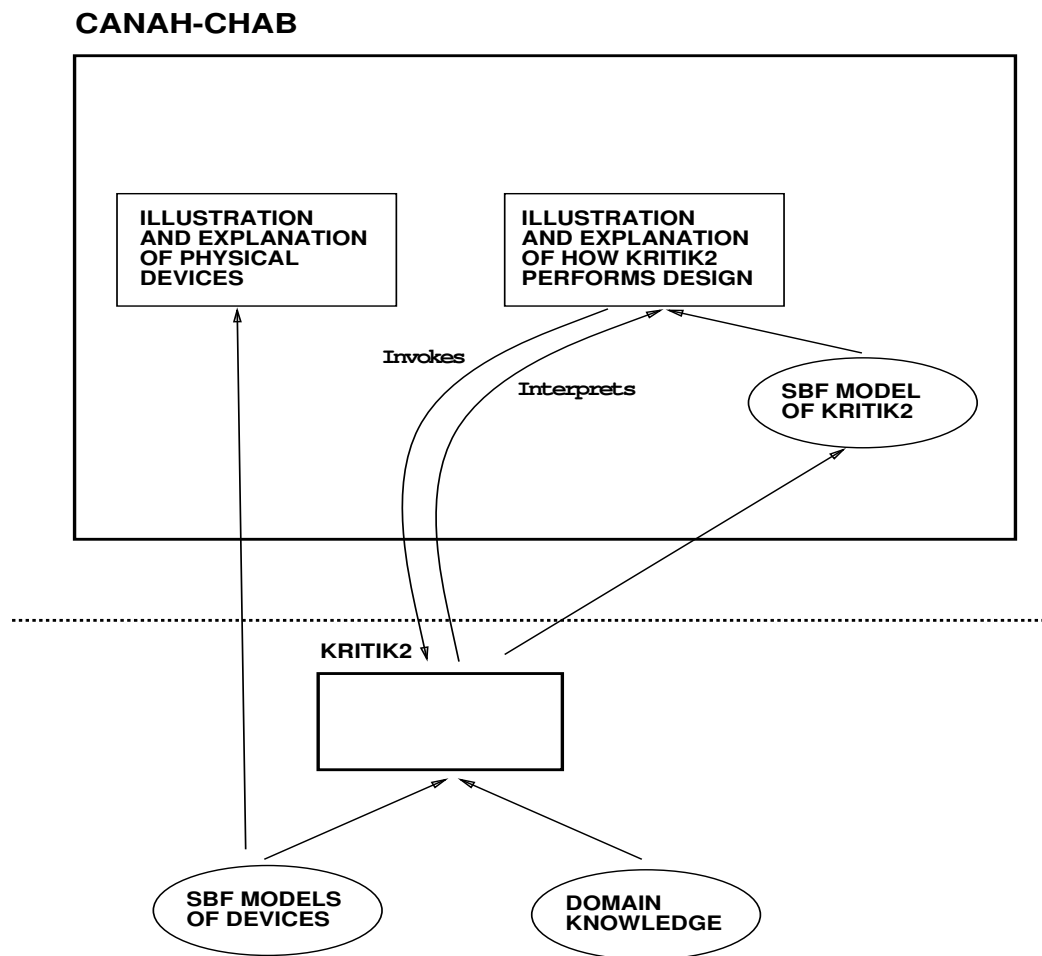 CANAH-CHAB
ILLUSTRATION
AND EXPLANATION
OF PHYSICAL
DEVICES
ILLUSTRATION
AND EXPLANATION
OF HOW KRITIK2
PERFORMS DESIGN
Invokes
Interprets
SBF MODEL
OF KRITIK2
KRITIK2
SBF MODELS
OF DEVICES
DOMAIN
KNOWLEDGE